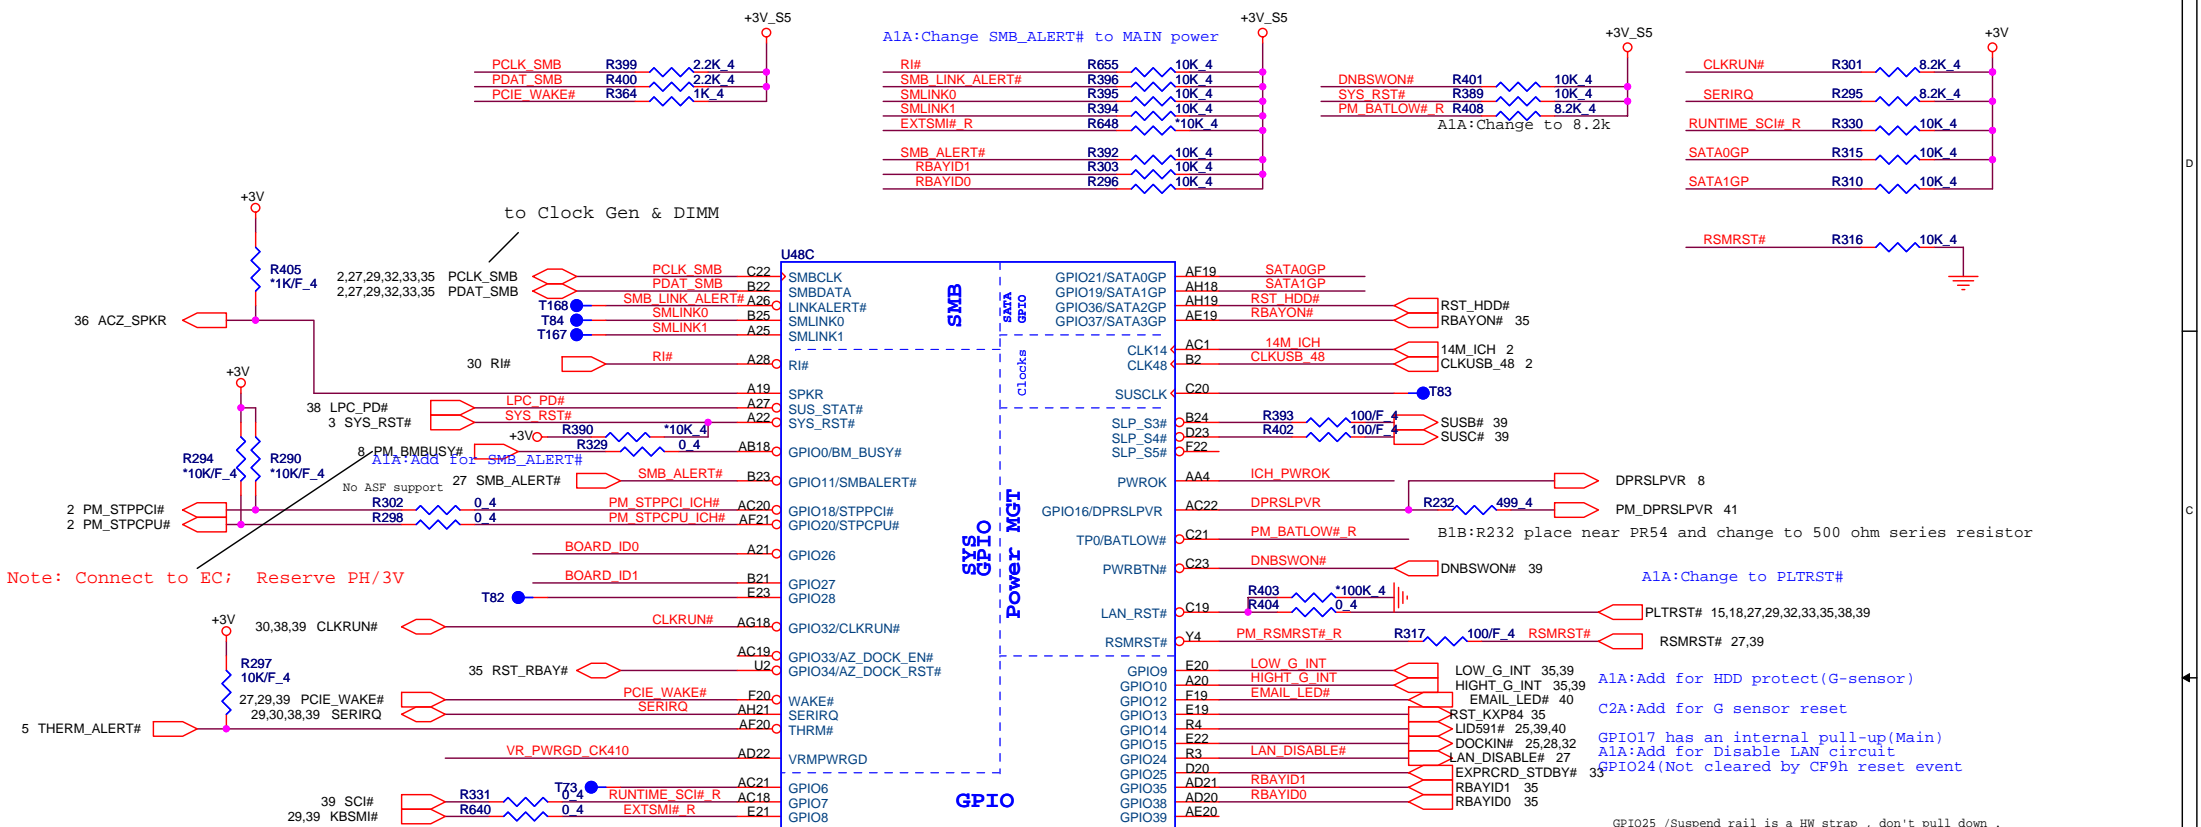 +3V_S5
+3V_S5
+3V_S5
+3V
A1A:Change SMB_ALERT# to MAIN power
PCLK_SMB R399 2.2K_4
PDAT_SMB R400 2.2K_4
PCIE_WAKE# R364 1K_4
RI# R655 10K_4
SMB_LINK_ALERT# R396 10K_4
SMLINK0 R395 10K_4
SMLINK1 R394 10K_4
EXTSMI#_R R648 *10K_4
SMB_ALERT# R392 10K_4
RBAYID1 R303 10K_4
RBAYID0 R296 10K_4
DNBSWON# R401 10K_4
SYS_RST# R389 10K_4
PM_BATLOW#_R R408 8.2K_4
A1A:Change to 8.2k
CLKRUN# R301 8.2K_4
SERIRQ R295 8.2K_4
RUNTIME_SCI#_R R330 10K_4
SATA0GP R315 10K_4
SATA1GP R310 10K_4
RSMRST# R316 10K_4
D
C
+3V
R405
*1K/F_4
to Clock Gen & DIMM
U48C
2,27,29,32,33,35 PCLK_SMB PCLK_SMB C22 SMBCLK
2,27,29,32,33,35 PDAT_SMB PDAT_SMB B22 SMBDATA
T168 SMB_LINK_ALERT# A26 LINKALERT#
T84 SMLINK0 B25 SMLINK0
T167 SMLINK1 A25 SMLINK1
36 ACZ_SPKR
30 RI# RI# A28 RI#
A19 SPKR
38 LPC_PD# LPC_PD# A27 SUS_STAT#
3 SYS_RST# SYS_RST# A22 SYS_RST#
+3V R390 *10K_4
8 PM_BMBUSY# R329 0_4 AB18 GPIO0/BM_BUSY#
A1A:Add for SMB_ALERT#
+3V
R294
*10K/F_4
R290
*10K/F_4
No ASF support
27 SMB_ALERT# SMB_ALERT# B23 GPIO11/SMBALERT#
2 PM_STPPCI# R302 0_4 PM_STPPCI_ICH# AC20 GPIO18/STPPCI#
2 PM_STPCPU# R298 0_4 PM_STPCPU_ICH# AF21 GPIO20/STPCPU#
BOARD_ID0 A21 GPIO26
Note: Connect to EC; Reserve PH/3V
BOARD_ID1 B21 GPIO27
T82 E23 GPIO28
+3V
30,38,39 CLKRUN# CLKRUN# AG18 GPIO32/CLKRUN#
AC19 GPIO33/AZ_DOCK_EN#
35 RST_RBAY# U2 GPIO34/AZ_DOCK_RST#
R297
10K/F_4
27,29,39 PCIE_WAKE# PCIE_WAKE# F20 WAKE#
29,30,38,39 SERIRQ SERIRQ AH21 SERIRQ
5 THERM_ALERT# AF20 THRM#
VR_PWRGD_CK410 AD22 VRMPWRGD
T73 AC21 GPIO6
39 SCI# R331 0_4 RUNTIME_SCI#_R AC18 GPIO7
29,39 KBSMI# R640 0_4 EXTSMI#_R E21 GPIO8
SMB
SATA
GPIO
Clocks
SYS
GPIO
Power MGT
GPIO
GPIO21/SATA0GP AF19 SATA0GP
GPIO19/SATA1GP AH18 SATA1GP
GPIO36/SATA2GP AH19 RST_HDD# RST_HDD#
GPIO37/SATA3GP AE19 RBAYON# RBAYON# 35
CLK14 AC1 14M_ICH 14M_ICH 2
CLK48 B2 CLKUSB_48 CLKUSB_48 2
SUSCLK C20 T83
SLP_S3# B24 R393 100/F_4 SUSB# 39
SLP_S4# D23 R402 100/F_4 SUSC# 39
SLP_S5# F22
PWROK AA4 ICH_PWROK DPRSLPVR 8
GPIO16/DPRSLPVR AC22 DPRSLPVR R232 499_4 PM_DPRSLPVR 41
B1B:R232 place near PR54 and change to 500 ohm series resistor
TP0/BATLOW# C21 PM_BATLOW#_R
PWRBTN# C23 DNBSWON# DNBSWON# 39
A1A:Change to PLTRST#
R403 *100K_4
LAN_RST# C19 R404 0_4 PLTRST# 15,18,27,29,32,33,35,38,39
RSMRST# Y4 PM_RSMRST#_R R317 100/F_4 RSMRST# RSMRST# 27,39
GPIO9 E20 LOW_G_INT LOW_G_INT 35,39
GPIO10 A20 HIGHT_G_INT HIGHT_G_INT 35,39
A1A:Add for HDD protect(G-sensor)
GPIO12 F19 EMAIL_LED# EMAIL_LED# 40
GPIO13 E19 RST_KXP84 35
C2A:Add for G sensor reset
GPIO14 R4 LID591# 25,39,40
GPIO15 E22 DOCKIN# 25,28,32
GPIO17 has an internal pull-up(Main)
GPIO24 R3 LAN_DISABLE# LAN_DISABLE# 27
A1A:Add for Disable LAN circuit
GPIO25 D20 EXPRCRD_STDBY# 33
GPIO24(Not cleared by CF9h reset event
GPIO35 AD21 RBAYID1 RBAYID1 35
GPIO38 AD20 RBAYID0 RBAYID0 35
GPIO39 AE20
GPIO25 /Suspend rail is a HW strap , don't pull down .